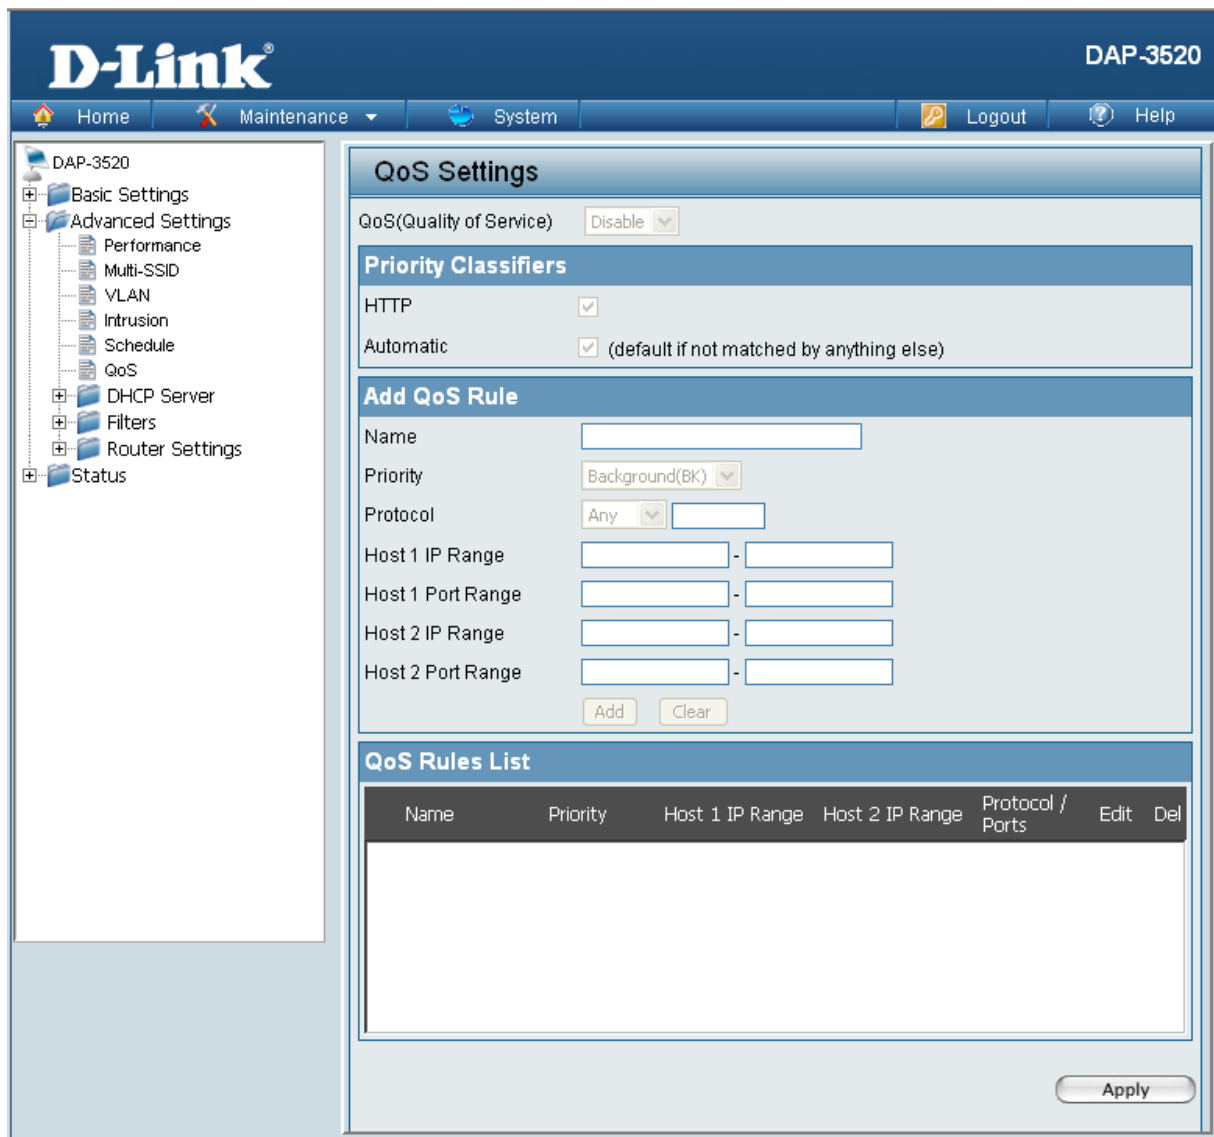 D-Link®
DAP-3520
Home Maintenance System Logout Help
DAP-3520
Basic Settings
Advanced Settings
Performance
Multi-SSID
VLAN
Intrusion
Schedule
QoS
DHCP Server
Filters
Router Settings
Status
QoS Settings
QoS(Quality of Service) Disable
Priority Classifiers
HTTP
Automatic (default if not matched by anything else)
Add QoS Rule
Name
Priority Background(BK)
Protocol Any
Host 1 IP Range -
Host 1 Port Range -
Host 2 IP Range -
Host 2 Port Range -
Add Clear
QoS Rules List
Name Priority Host 1 IP Range Host 2 IP Range Protocol / Ports Edit Del
Apply